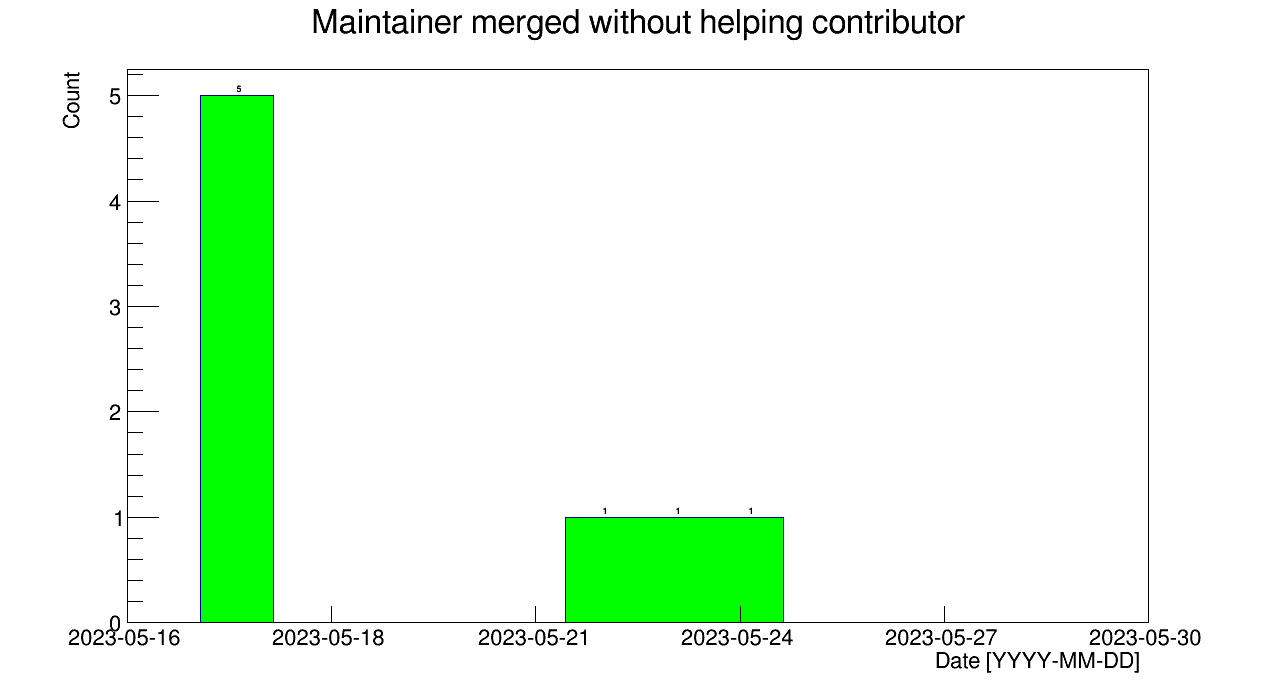 Maintainer merged without helping contributor
Count
5
4
3
2
1
0
5
1 1 1
2023-05-16 2023-05-18 2023-05-21 2023-05-24 2023-05-27 2023-05-30
Date [YYYY-MM-DD]